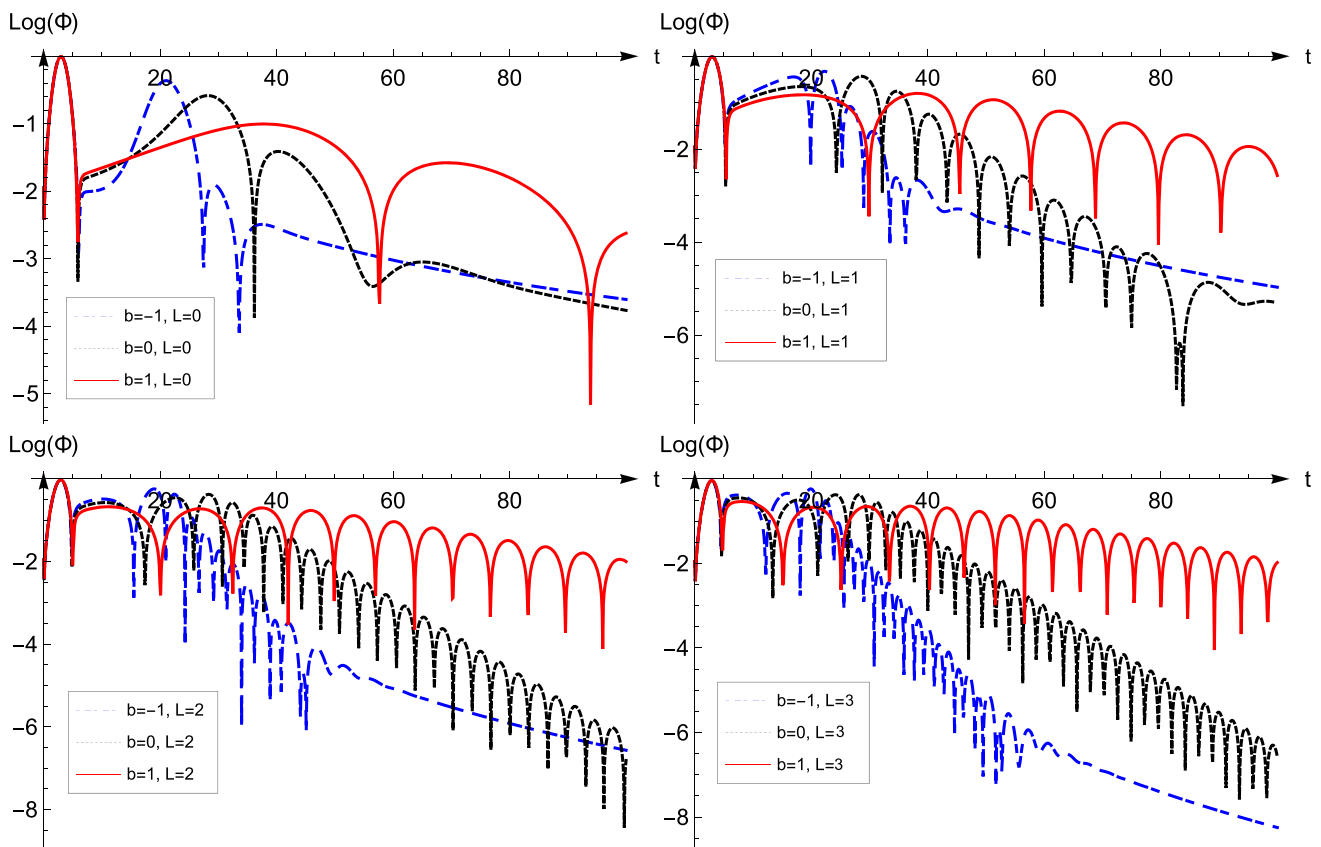 Log(Φ)
t
20 40 60 80
−1
−2
−3
−4
−5
b=−1, L=0
b=0, L=0
b=1, L=0
Log(Φ)
t
20 40 60 80
−2
−4
−6
b=−1, L=1
b=0, L=1
b=1, L=1
Log(Φ)
t
20 40 60 80
−2
−4
−6
−8
b=−1, L=2
b=0, L=2
b=1, L=2
Log(Φ)
t
20 40 60 80
−2
−4
−6
−8
b=−1, L=3
b=0, L=3
b=1, L=3